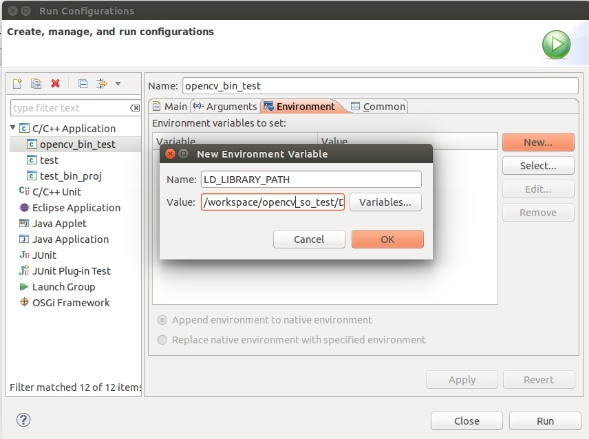 Run Configurations
Create, manage, and run configurations
type filter text
C/C++ Application
opencv_bin_test
test
test_bin_proj
C/C++ Unit
Eclipse Application
Java Applet
Java Application
JUnit
JUnit Plug-in Test
Launch Group
OSGi Framework
Filter matched 12 of 12 items
Name: opencv_bin_test
Main Arguments Environment Common
Environment variables to set:
Variable Value
New...
Select...
Edit...
Remove
New Environment Variable
Name: LD_LIBRARY_PATH
Value: /workspace/opencv_so_test/D Variables...
Cancel OK
Append environment to native environment
Replace native environment with specified environment
Apply Revert
Close Run